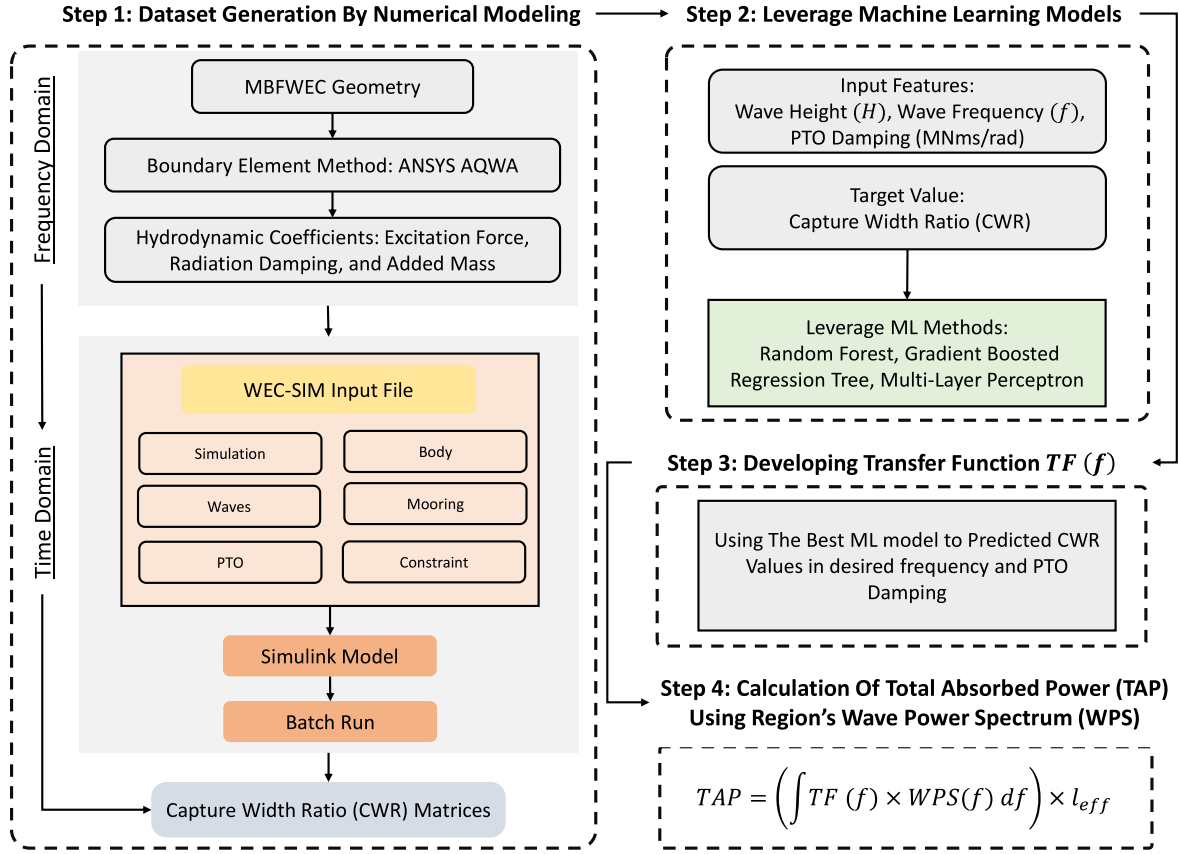 Step 1: Dataset Generation By Numerical Modeling
Frequency Domain
MBFWEC Geometry
Boundary Element Method: ANSYS AQWA
Hydrodynamic Coefficients: Excitation Force,
Radiation Damping, and Added Mass
Time Domain
WEC-SIM Input File
Simulation
Body
Waves
Mooring
PTO
Constraint
Simulink Model
Batch Run
Capture Width Ratio (CWR) Matrices
Step 2: Leverage Machine Learning Models
Input Features:
Wave Height (H), Wave Frequency (f),
PTO Damping (MNms/rad)
Target Value:
Capture Width Ratio (CWR)
Leverage ML Methods:
Random Forest, Gradient Boosted
Regression Tree, Multi-Layer Perceptron
Step 3: Developing Transfer Function TF (f)
Using The Best ML model to Predicted CWR
Values in desired frequency and PTO
Damping
Step 4: Calculation Of Total Absorbed Power (TAP)
Using Region’s Wave Power Spectrum (WPS)
TAP = (∫TF (f) × WPS(f) df) × l_eff